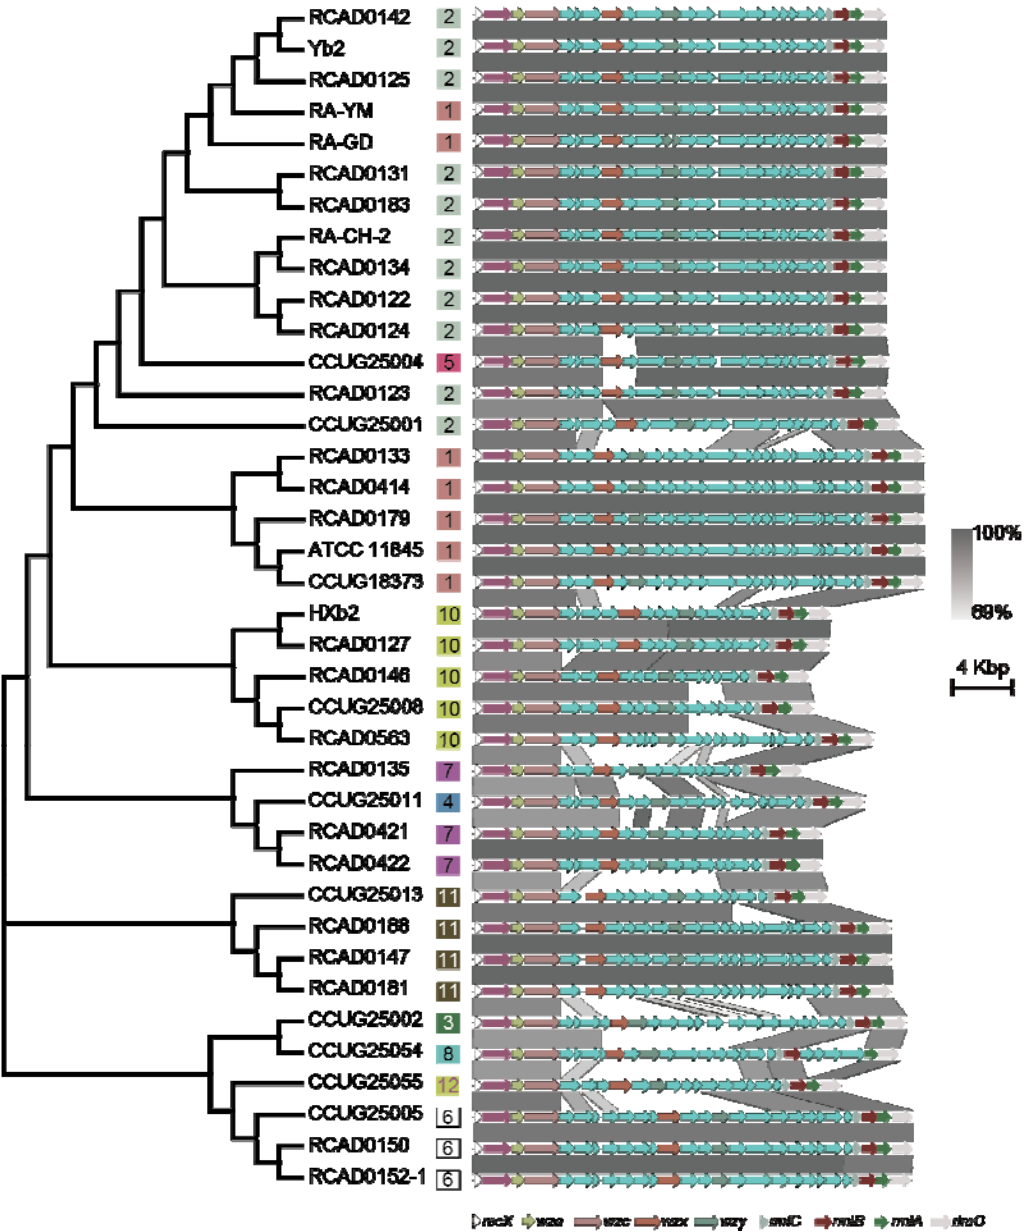 RCAD0142 2
Yb2 2
RCAD0125 2
RA-YM 1
RA-GD 1
RCAD0131 2
RCAD0183 2
RA-CH-2 2
RCAD0134 2
RCAD0122 2
RCAD0124 2
CCUG25004 5
RCAD0123 2
CCUG25001 2
RCAD0133 1
RCAD0414 1
RCAD0179 1
ATCC 11845 1
CCUG18373 1
100%
69%
HXb2 10
RCAD0127 10
4 Kbp
RCAD0146 10
CCUG25008 10
RCAD0563 10
RCAD0135 7
CCUG25011 4
RCAD0421 7
RCAD0422 7
CCUG25013 11
RCAD0188 11
RCAD0147 11
RCAD0181 11
CCUG25002 3
CCUG25054 8
CCUG25055 12
CCUG25005 6
RCAD0150 6
RCAD0152-1 6
recX wza wzc wzx wzy rmlC rmlB rmlA